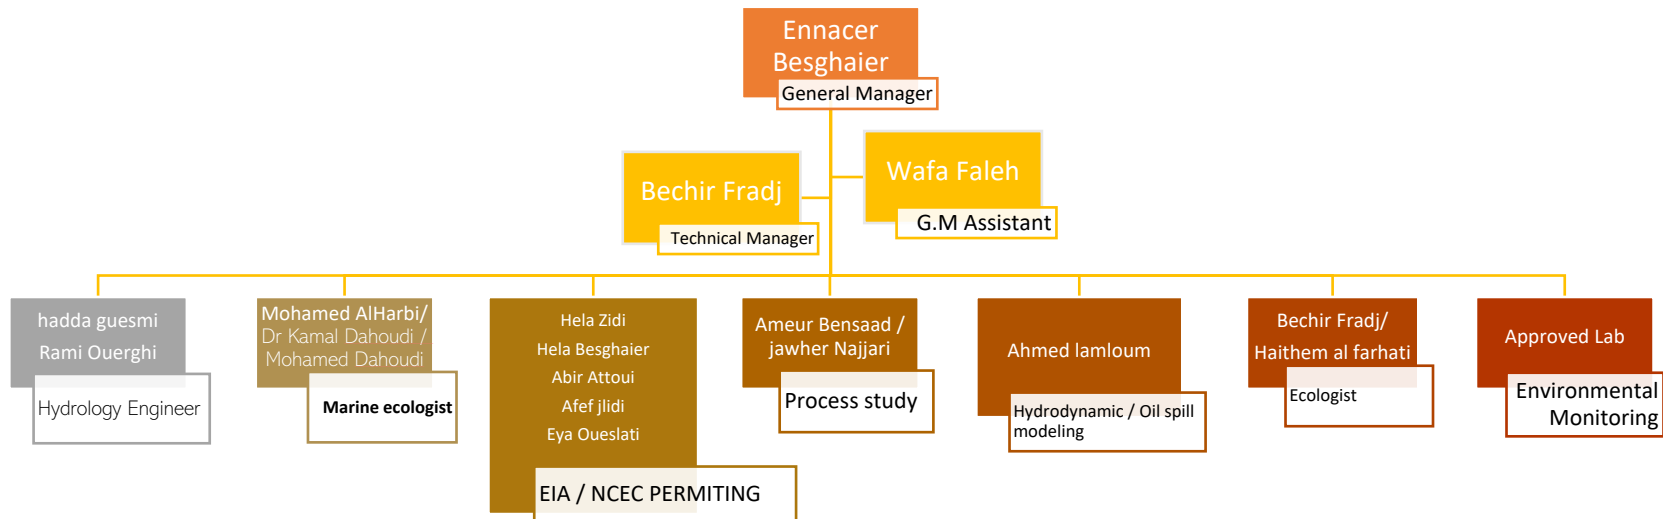 Ennacer
Besghaier
General Manager
Bechir Fradj
Technical Manager
Wafa Faleh
G.M Assistant
hadda guesmi
Rami Ouerghi
Hydrology Engineer
Mohamed AlHarbi/
Dr Kamal Dahoudi /
Mohamed Dahoudi
Marine ecologist
Hela Zidi
Hela Besghaier
Abir Attoui
Afef jlidi
Eya Oueslati
EIA / NCEC PERMITING
Ameur Bensaad /
jawher Najjari
Process study
Ahmed lamloum
Hydrodynamic / Oil spill
modeling
Bechir Fradj/
Haithem al farhati
Ecologist
Approved Lab
Environmental
Monitoring